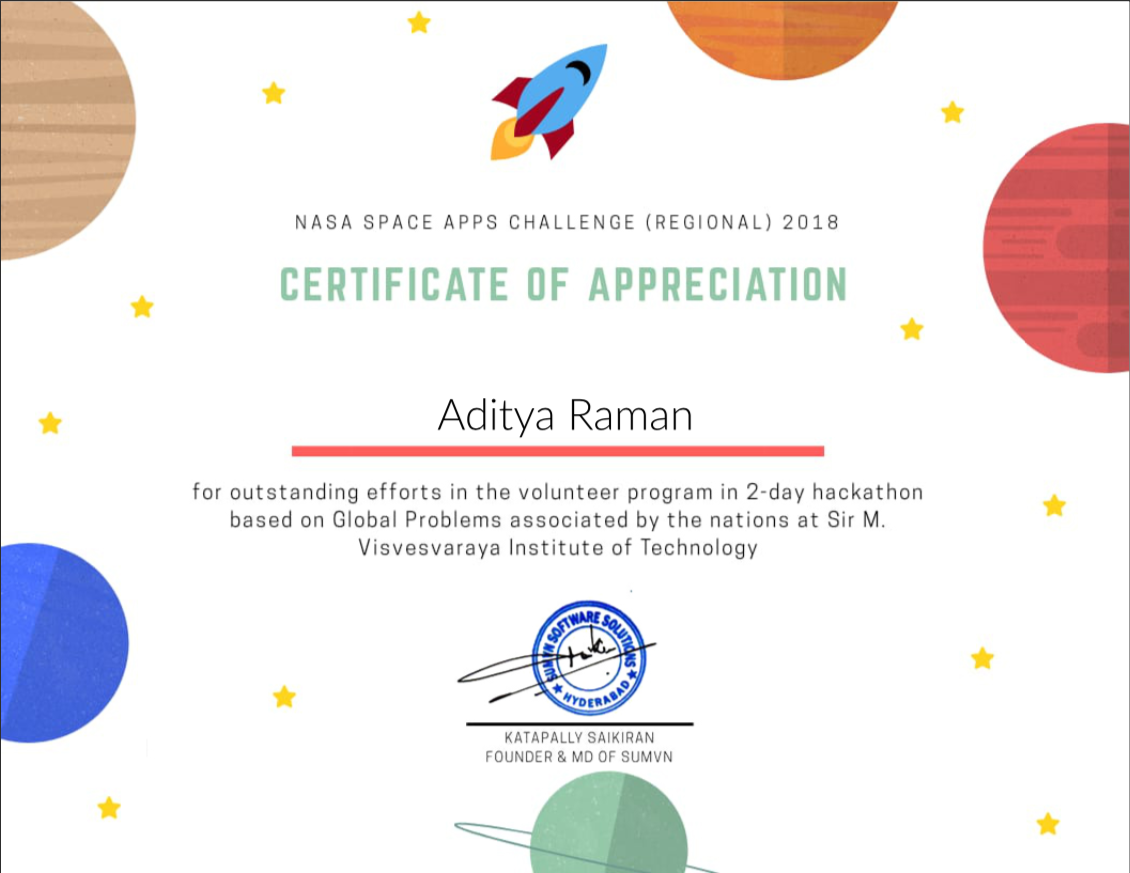 NASA SPACE APPS CHALLENGE (REGIONAL) 2018
CERTIFICATE OF APPRECIATION
Aditya Raman
for outstanding efforts in the volunteer program in 2-day hackathon
based on Global Problems associated by the nations at Sir M.
Visvesvaraya Institute of Technology
SUMVN SOFTWARE SOLUTIONS
HYDERABAD
KATAPALLY SAIKIRAN
FOUNDER & MD OF SUMVN